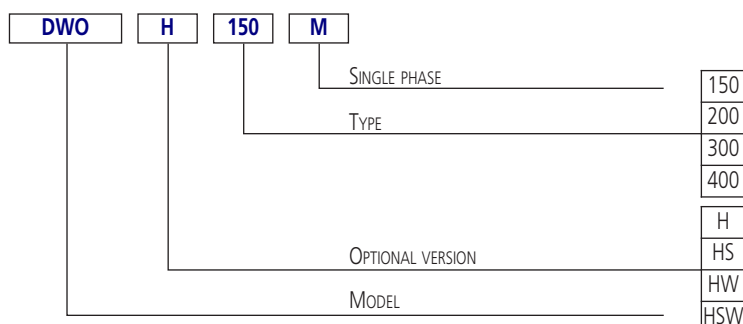 DWO H 150 M
SINGLE PHASE
150
TYPE
200
300
400
H
OPTIONAL VERSION
HS
HW
MODEL
HSW